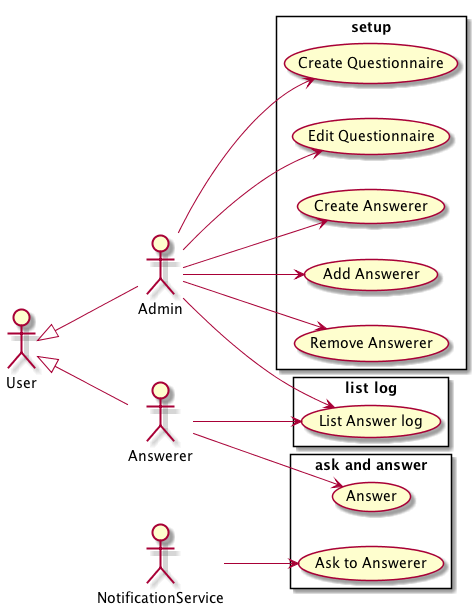 setup
Create Questionnaire
Edit Questionnaire
Create Answerer
Add Answerer
Remove Answerer
Admin
User
list log
List Answer log
Answerer
ask and answer
Answer
Ask to Answerer
NotificationService